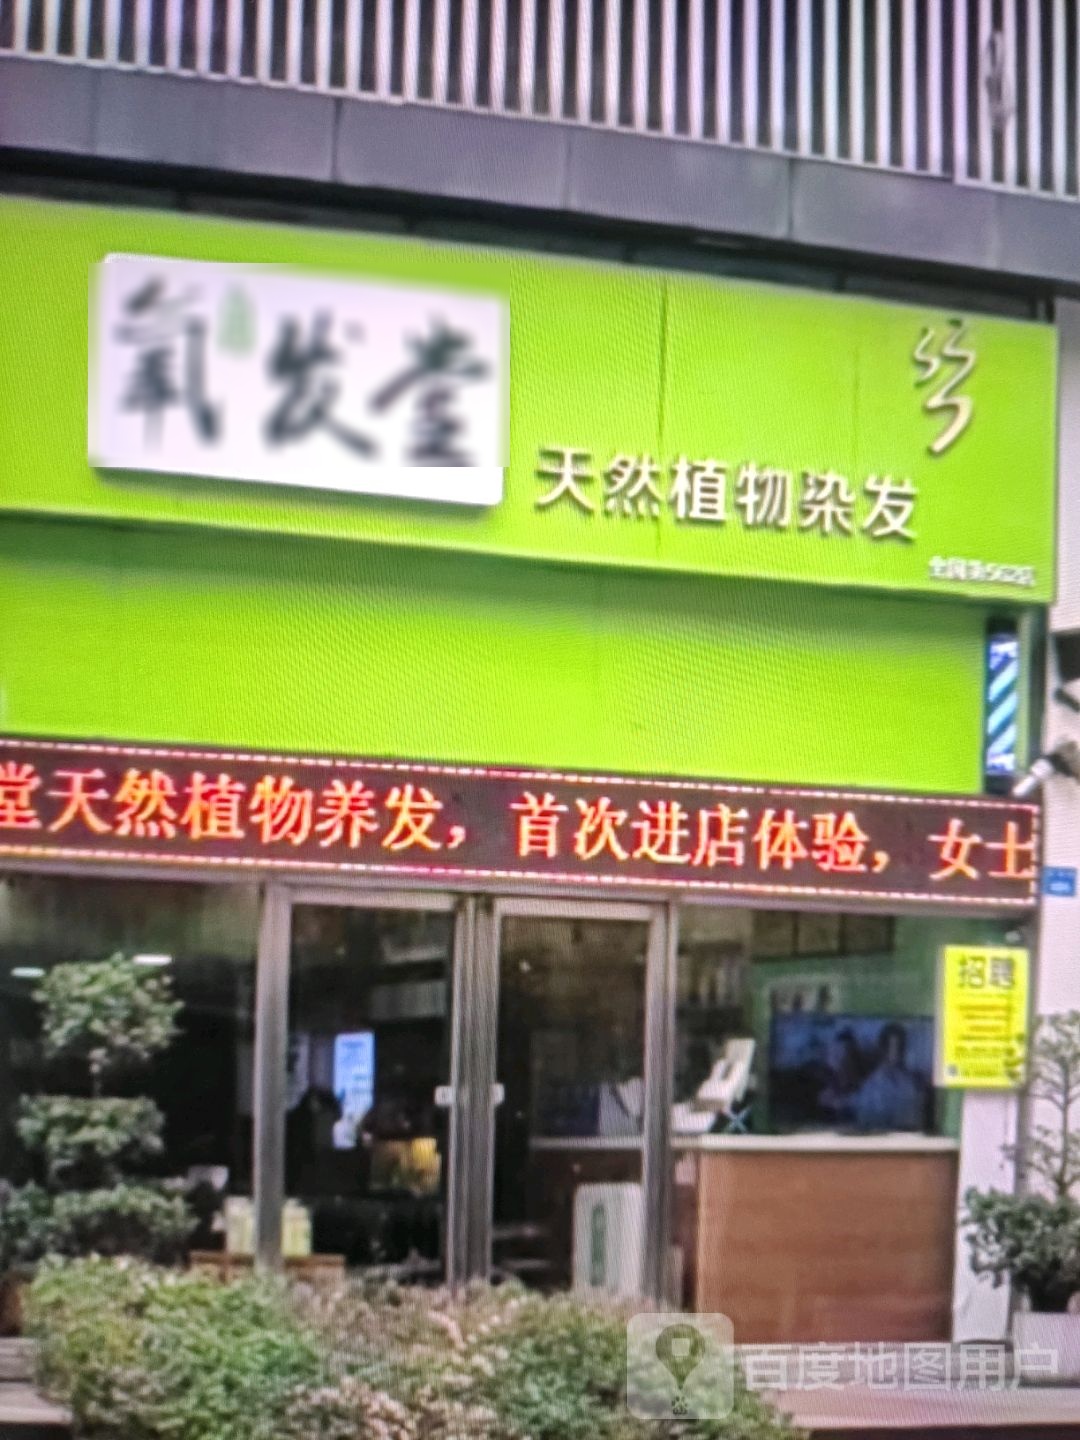 氧发堂
天然植物染发
堂天然植物养发，首次进店体验，女士
招聘
百度地图用户